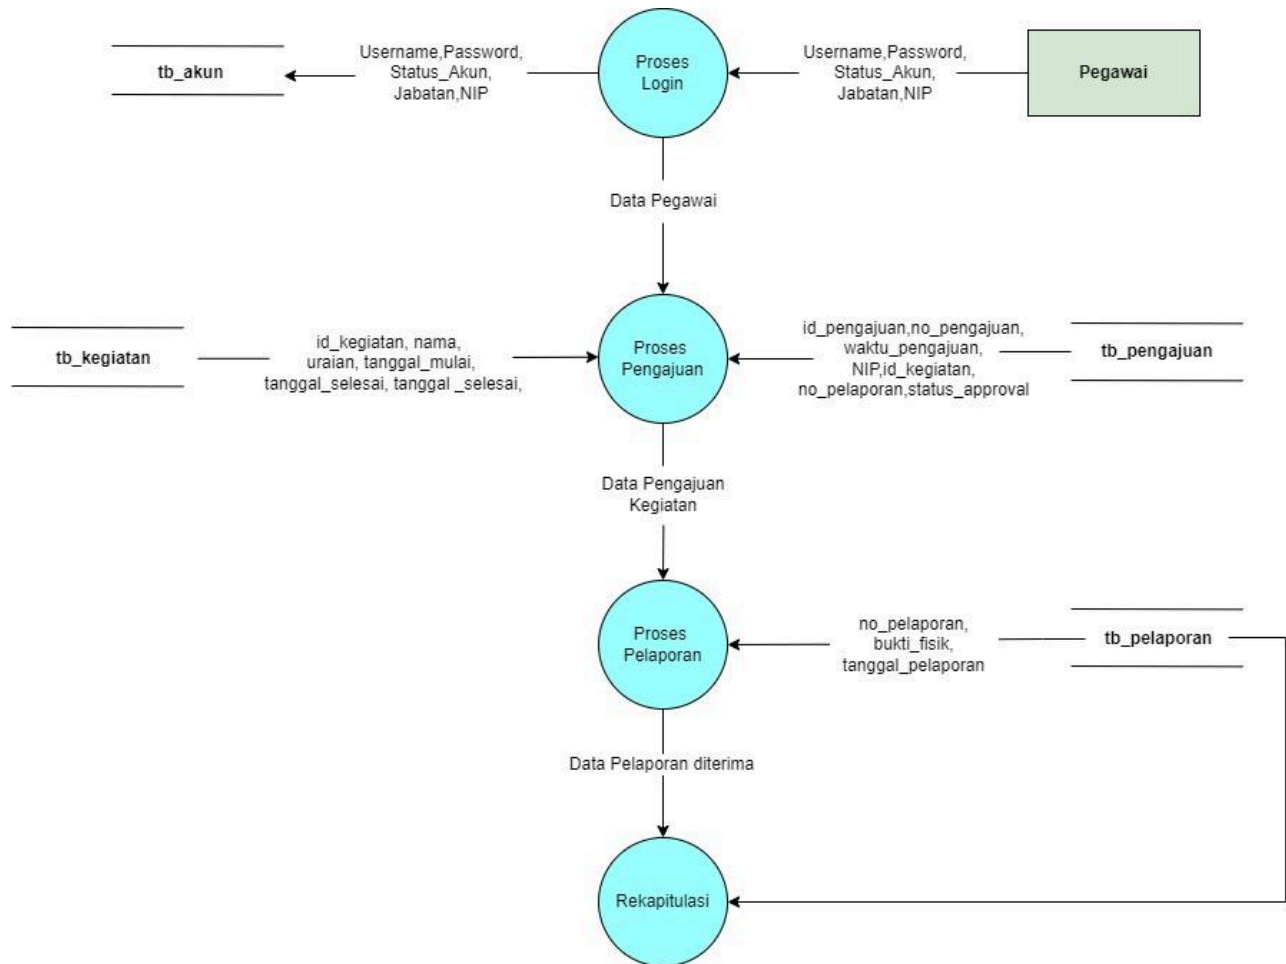 tb_akun
Username,Password,
Status_Akun,
Jabatan,NIP
Proses
Login
Username,Password,
Status_Akun,
Jabatan,NIP
Pegawai
Data Pegawai
tb_kegiatan
id_kegiatan, nama,
uraian, tanggal_mulai,
tanggal_selesai, tanggal _selesai,
Proses
Pengajuan
id_pengajuan,no_pengajuan,
waktu_pengajuan,
NIP,id_kegiatan,
no_pelaporan,status_approval
tb_pengajuan
Data Pengajuan
Kegiatan
Proses
Pelaporan
no_pelaporan,
bukti_fisik,
tanggal_pelaporan
tb_pelaporan
Data Pelaporan diterima
Rekapitulasi